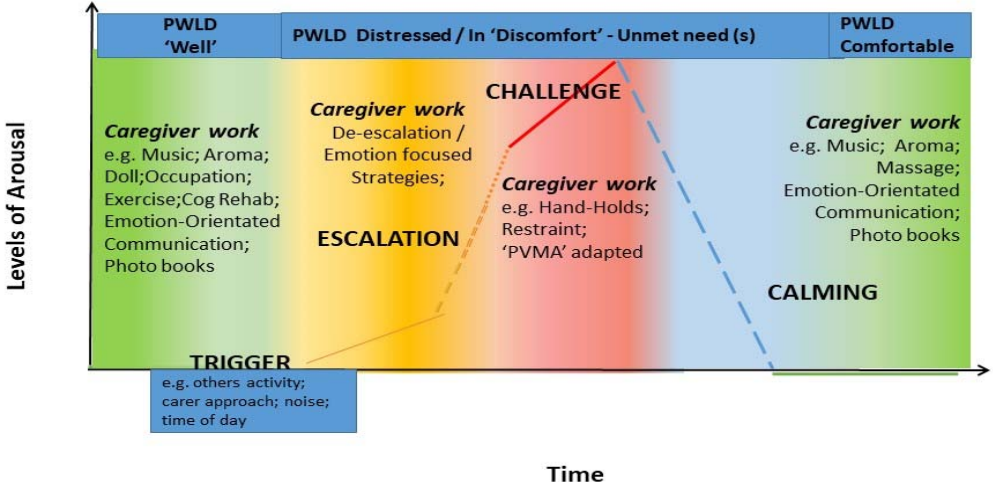 PWLD
‘Well’
PWLD Distressed / In ‘Discomfort’ - Unmet need (s)
PWLD
Comfortable
Levels of Arousal
Caregiver work
e.g. Music; Aroma;
Doll;Occupation;
Exercise;Cog Rehab;
Emotion-Orientated
Communication;
Photo books
Caregiver work
De-escalation /
Emotion focused
Strategies;
ESCALATION
CHALLENGE
Caregiver work
e.g. Hand-Holds;
Restraint;
‘PVMA’ adapted
Caregiver work
e.g. Music; Aroma;
Massage;
Emotion-Orientated
Communication;
Photo books
CALMING
TRIGGER
e.g. others activity;
carer approach; noise;
time of day
Time